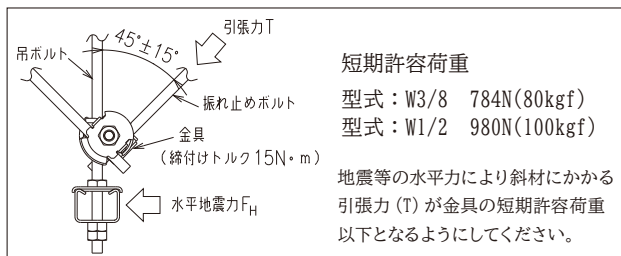 引張力T
45°±15°
吊ボルト
振れ止めボルト
金具
(締付けトルク15N・m)
水平地震力FH
短期許容荷重
型式：W3/8 784N(80kgf)
型式：W1/2 980N(100kgf)
地震等の水平力により斜材にかかる
引張力(T)が金具の短期許容荷重
以下となるようにしてください。